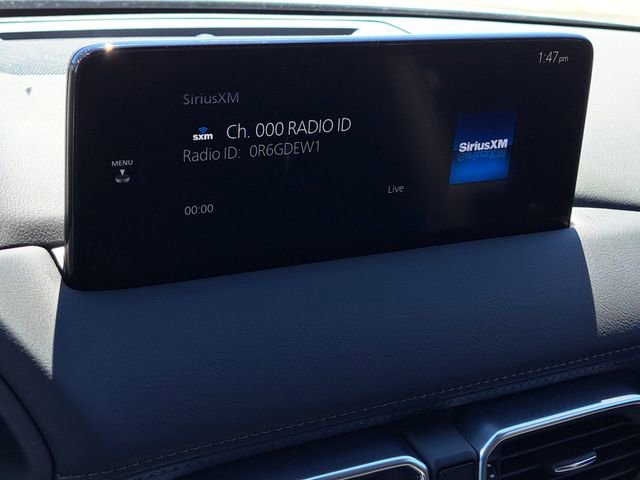 1:47pm
SiriusXM
sxm Ch. 000 RADIO ID
Radio ID: 0R6GDEW1
SiriusXM
MENU
Live
00:00